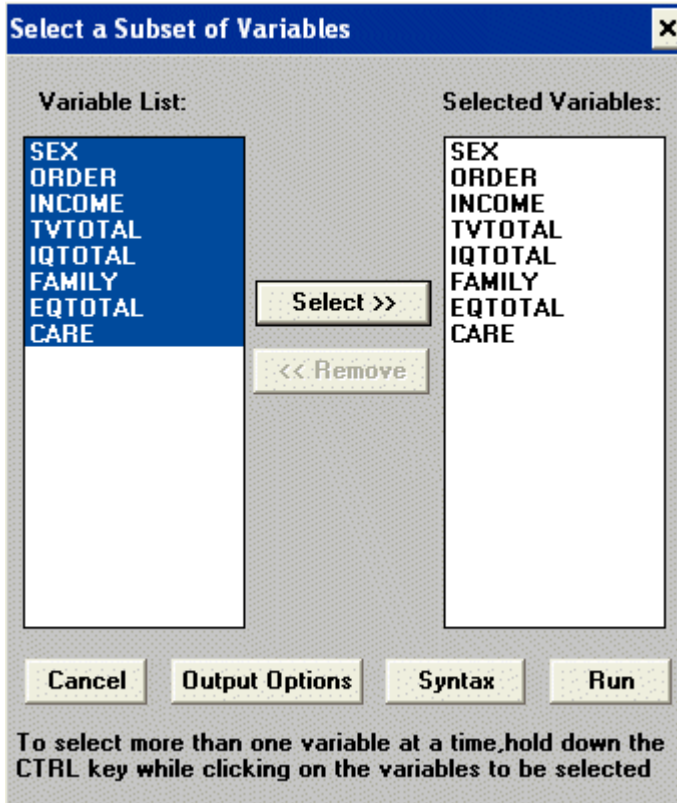 Select a Subset of Variables
Variable List:
Selected Variables:
SEX
ORDER
INCOME
TVTOTAL
IQTOTAL
FAMILY
EQTOTAL
CARE
Select >>
<< Remove
SEX
ORDER
INCOME
TVTOTAL
IQTOTAL
FAMILY
EQTOTAL
CARE
Cancel
Output Options
Syntax
Run
To select more than one variable at a time,hold down the
CTRL key while clicking on the variables to be selected